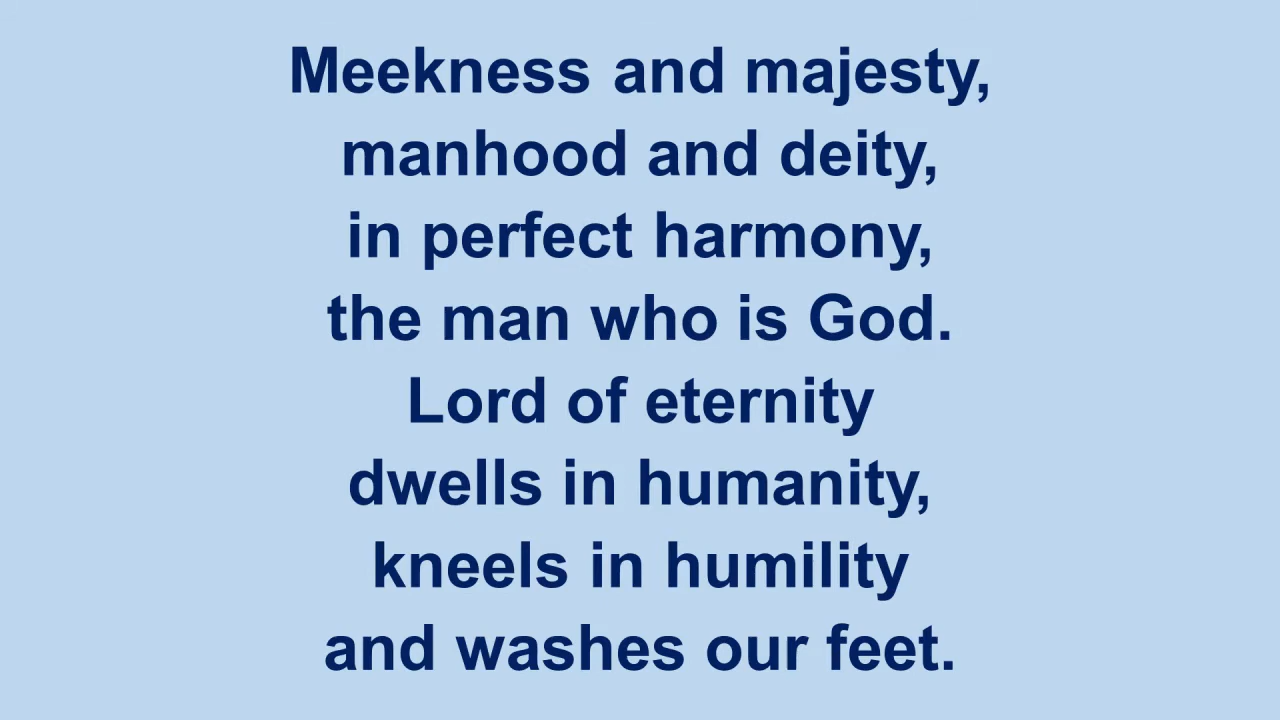 Meekness and majesty,
manhood and deity,
in perfect harmony,
the man who is God.
Lord of eternity
dwells in humanity,
kneels in humility
and washes our feet.